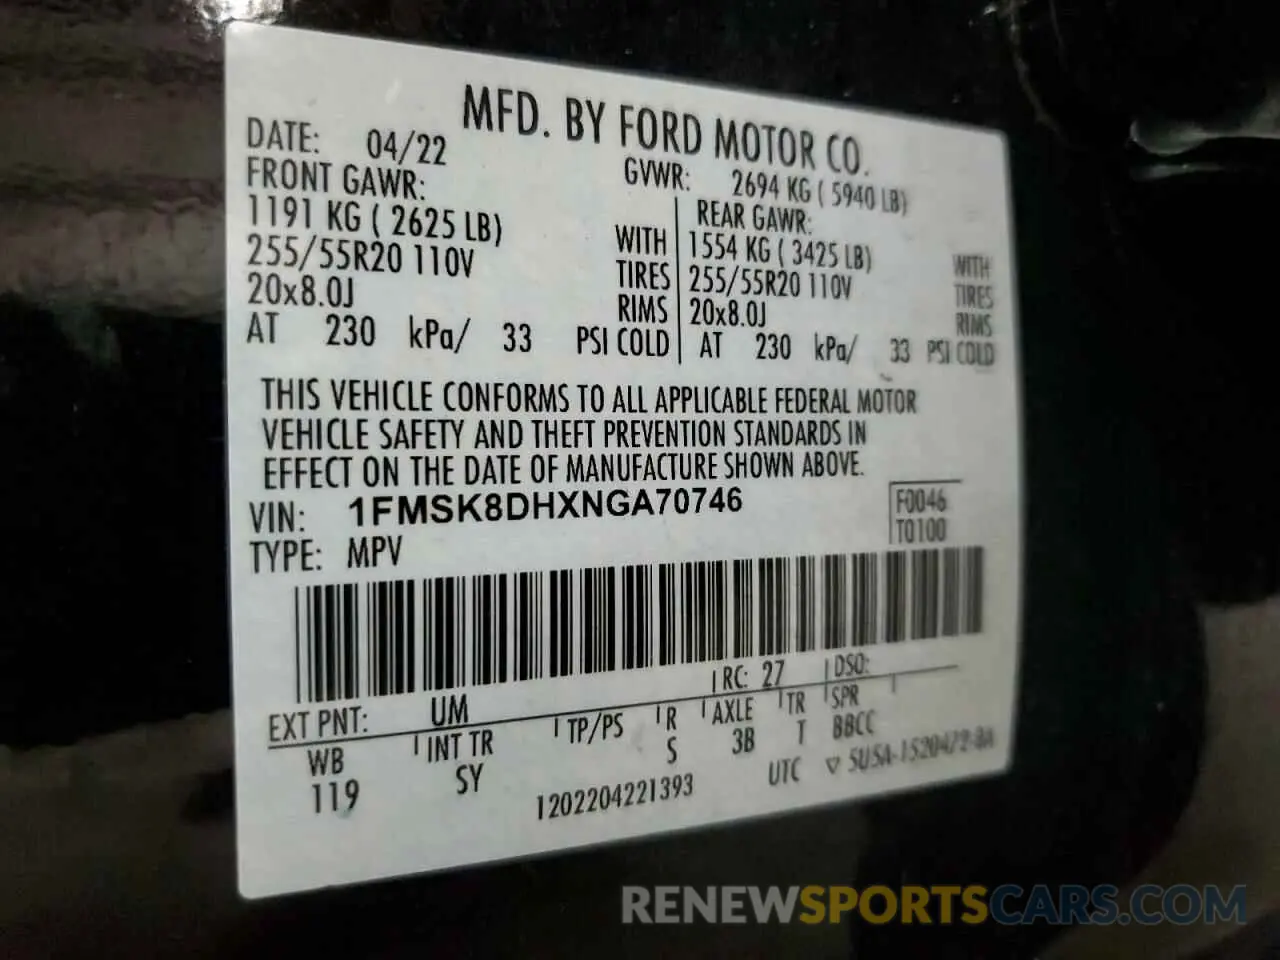 MFD. BY FORD MOTOR CO.
DATE: 04/22
GVWR: 2694 KG ( 5940 LB)
FRONT GAWR:
1191 KG ( 2625 LB) WITH
255/55R20 110V TIRES
20x8.0J RIMS
AT 230 kPa/ 33 PSI COLD
REAR GAWR:
1554 KG ( 3425 LB) WITH
255/55R20 110V TIRES
20x8.0J RIMS
AT 230 kPa/ 33 PSI COLD
THIS VEHICLE CONFORMS TO ALL APPLICABLE FEDERAL MOTOR
VEHICLE SAFETY AND THEFT PREVENTION STANDARDS IN
EFFECT ON THE DATE OF MANUFACTURE SHOWN ABOVE.
VIN: 1FMSK8DHXNGA70746
F0046
TYPE: MPV
T0100
RC: 27 DSO:
EXT PNT: UM
WB INT TR TP/PS R AXLE TR SPR
119 SY S 3B T BBCC
1202204221393 UTC ▽ 5U5A-1520472-BA
RENEWSPORTSCARS.COM